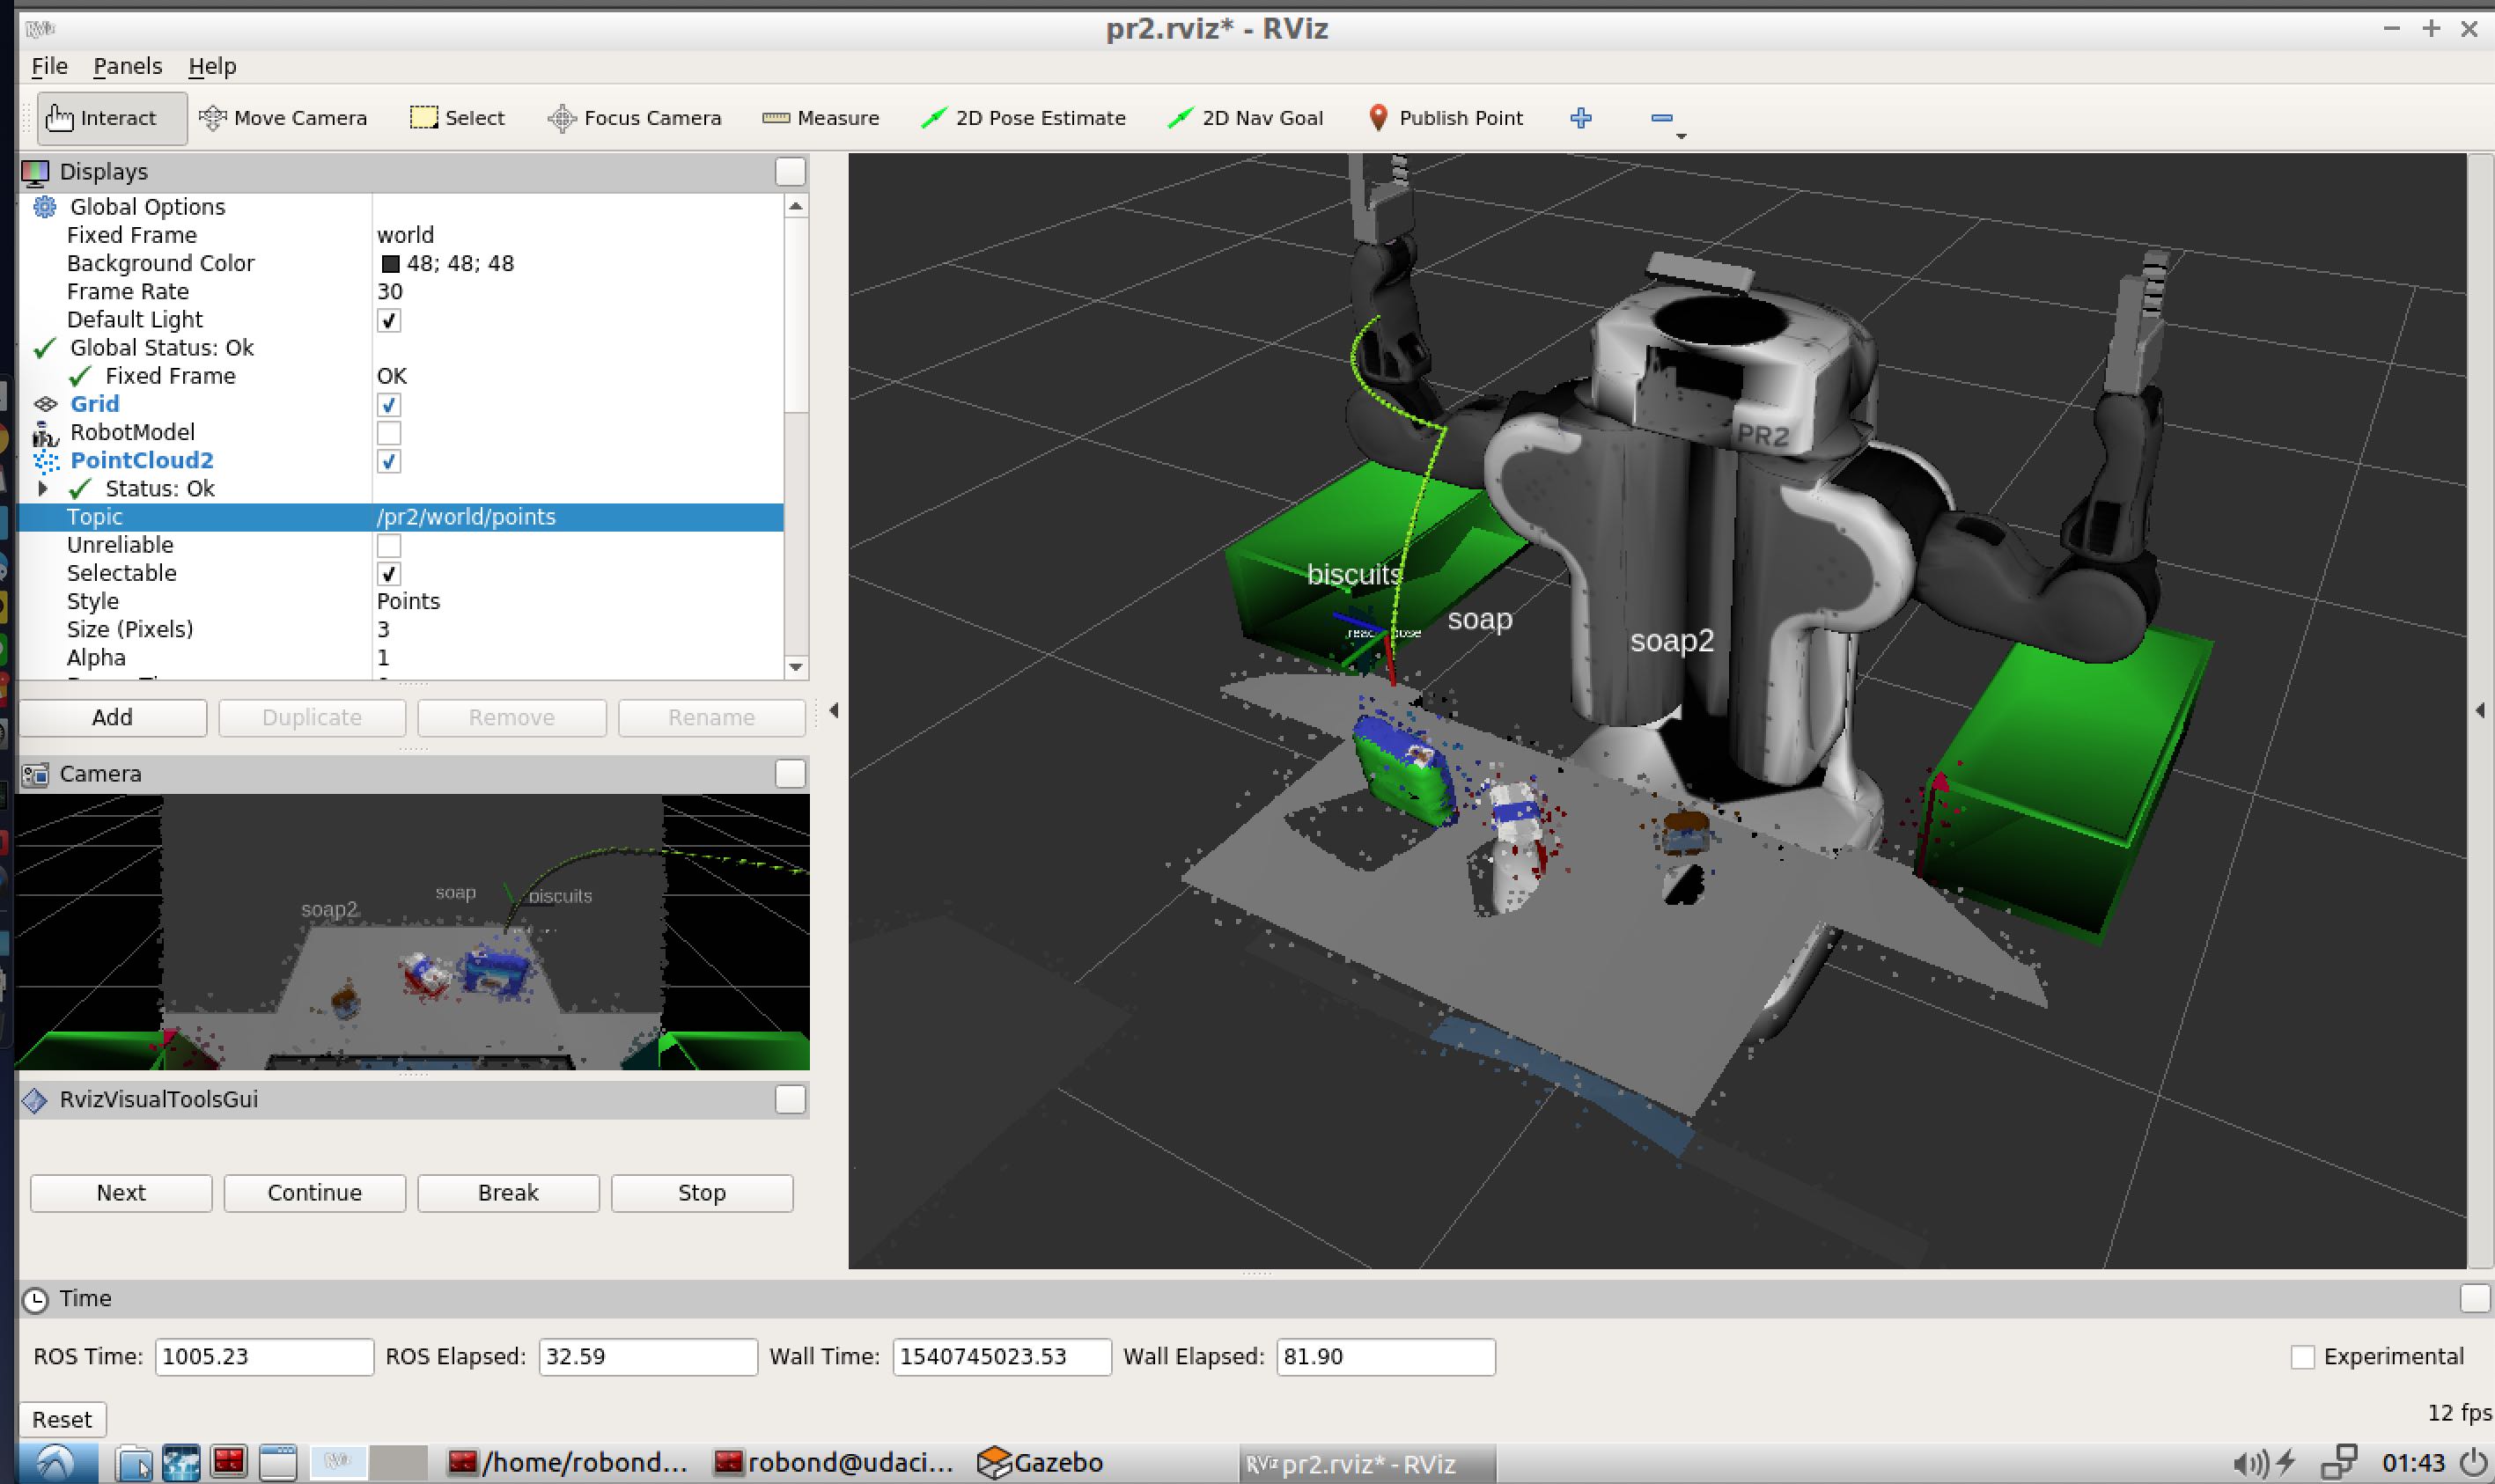 pr2.rviz* - RViz
File Panels Help
Interact Move Camera Select Focus Camera Measure 2D Pose Estimate 2D Nav Goal Publish Point
Displays
Global Options
Fixed Frame world
Background Color 48; 48; 48
Frame Rate 30
Default Light
Global Status: Ok
Fixed Frame OK
Grid
RobotModel
PointCloud2
Status: Ok
Topic /pr2/world/points
Unreliable
Selectable
Style Points
Size (Pixels) 3
Alpha 1
Add Duplicate Remove Rename
Camera
soap biscuits
soap2
RvizVisualToolsGui
Next Continue Break Stop
PR2
biscuits
soap
soap2
Time
ROS Time: 1005.23 ROS Elapsed: 32.59 Wall Time: 1540745023.53 Wall Elapsed: 81.90 Experimental
Reset 12 fps
/home/robond... robond@udaci... Gazebo RViz pr2.rviz* - RViz 01:43